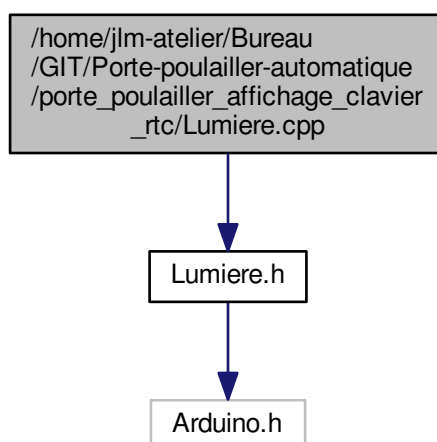 /home/jlm-atelier/Bureau
/GIT/Porte-poulailler-automatique
/porte_poulailler_affichage_clavier
_rtc/Lumiere.cpp
Lumiere.h
Arduino.h